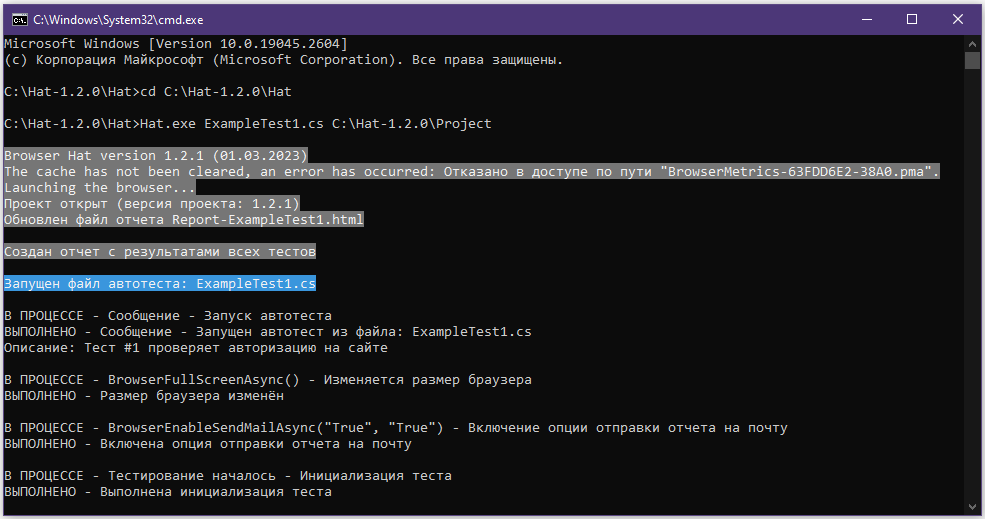 C:\Windows\System32\cmd.exe
Microsoft Windows [Version 10.0.19045.2604]
(c) Корпорация Майкрософт (Microsoft Corporation). Все права защищены.
C:\Hat-1.2.0\Hat>cd C:\Hat-1.2.0\Hat
C:\Hat-1.2.0\Hat>Hat.exe ExampleTest1.cs C:\Hat-1.2.0\Project
Browser Hat version 1.2.1 (01.03.2023)
The cache has not been cleared, an error has occurred: Отказано в доступе по пути "BrowserMetrics-63FDD6E2-38A0.pma".
Launching the browser...
Проект открыт (версия проекта: 1.2.1)
Обновлен файл отчета Report-ExampleTest1.html
Создан отчет с результатами всех тестов
Запущен файл автотеста: ExampleTest1.cs
В ПРОЦЕССЕ - Сообщение - Запуск автотеста
ВЫПОЛНЕНО - Сообщение - Запущен автотест из файла: ExampleTest1.cs
Описание: Тест #1 проверяет авторизацию на сайте
В ПРОЦЕССЕ - BrowserFullScreenAsync() - Изменяется размер браузера
ВЫПОЛНЕНО - Размер браузера изменён
В ПРОЦЕССЕ - BrowserEnableSendMailAsync("True", "True") - Включение опции отправки отчета на почту
ВЫПОЛНЕНО - Включена опция отправки отчета на почту
В ПРОЦЕССЕ - Тестирование началось - Инициализация теста
ВЫПОЛНЕНО - Выполнена инициализация теста